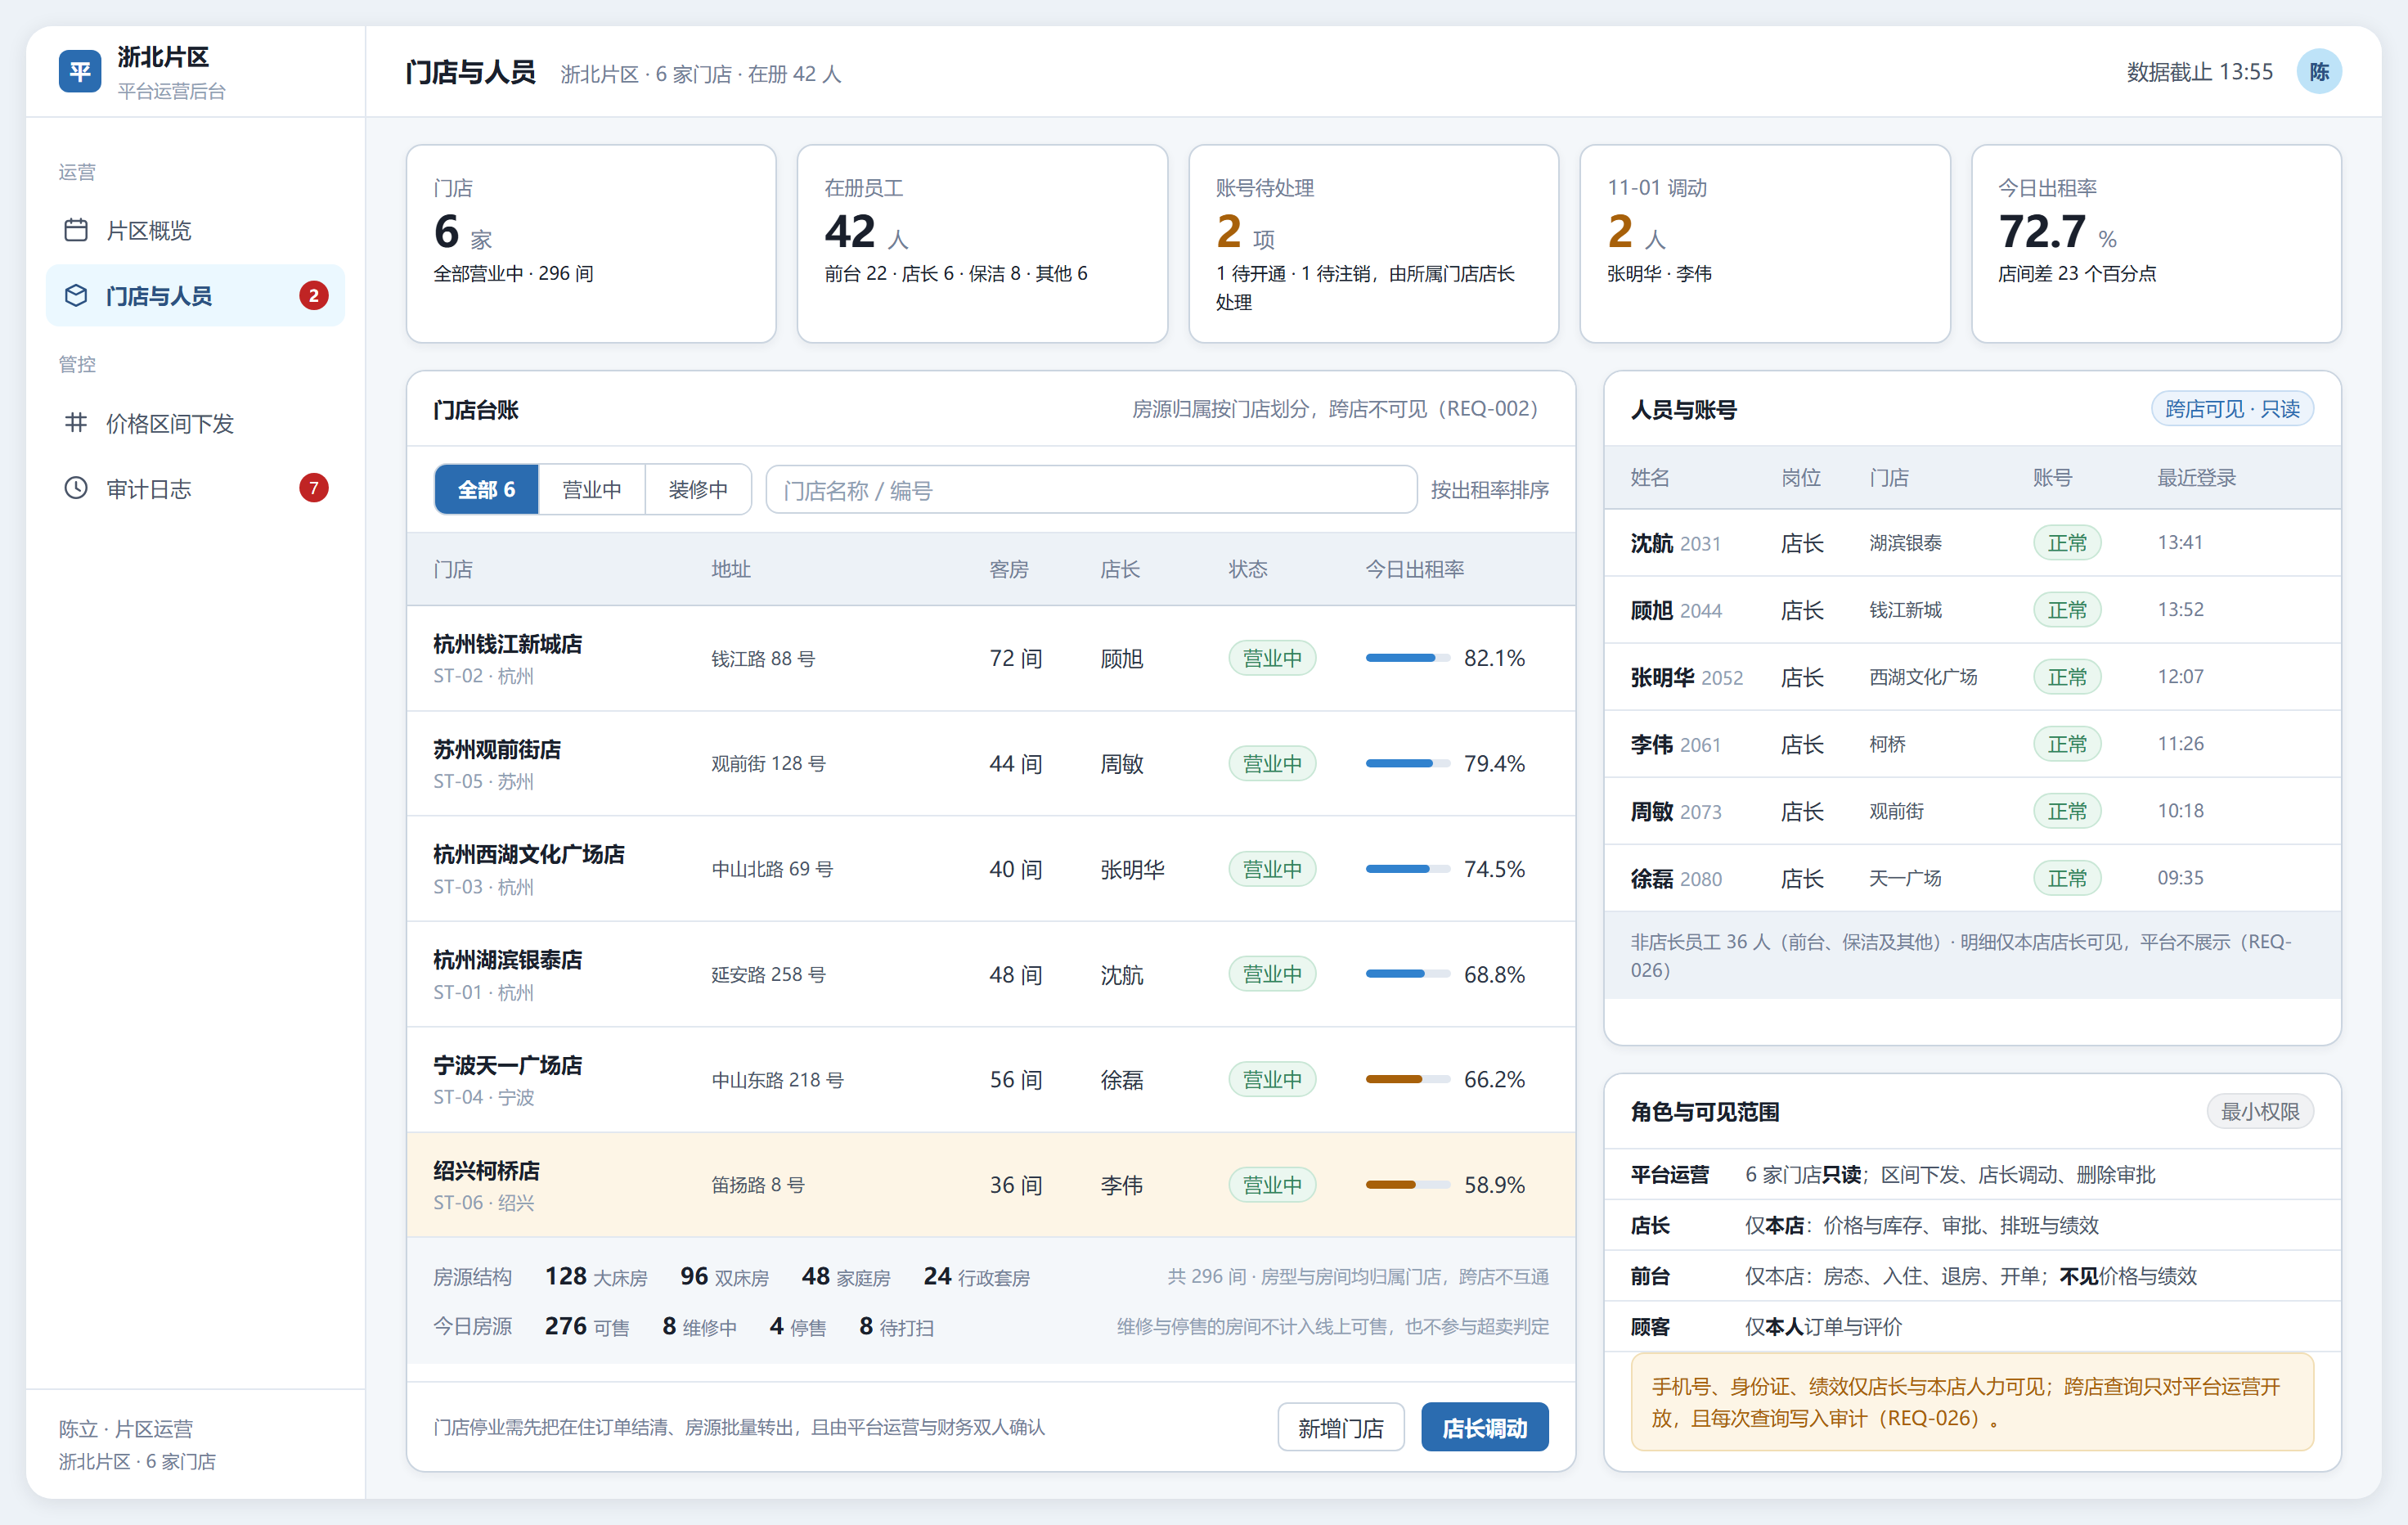 平
浙北片区
平台运营后台
运营
片区概览
门店与人员
2
管控
价格区间下发
审计日志
7
陈立 · 片区运营
浙北片区 · 6 家门店
门店与人员
浙北片区 · 6 家门店 · 在册 42 人
数据截止 13:55
陈
门店
6 家
全部营业中 · 296 间
在册员工
42 人
前台 22 · 店长 6 · 保洁 8 · 其他 6
账号待处理
2 项
1 待开通 · 1 待注销，由所属门店店长
处理
11-01 调动
2 人
张明华 · 李伟
今日出租率
72.7 %
店间差 23 个百分点
门店台账
房源归属按门店划分，跨店不可见（REQ-002）
全部 6
营业中
装修中
门店名称 / 编号
按出租率排序
门店 地址 客房 店长 状态 今日出租率
杭州钱江新城店
ST-02 · 杭州
钱江路 88 号 72 间 顾旭 营业中 82.1%
苏州观前街店
ST-05 · 苏州
观前街 128 号 44 间 周敏 营业中 79.4%
杭州西湖文化广场店
ST-03 · 杭州
中山北路 69 号 40 间 张明华 营业中 74.5%
杭州湖滨银泰店
ST-01 · 杭州
延安路 258 号 48 间 沈航 营业中 68.8%
宁波天一广场店
ST-04 · 宁波
中山东路 218 号 56 间 徐磊 营业中 66.2%
绍兴柯桥店
ST-06 · 绍兴
笛扬路 8 号 36 间 李伟 营业中 58.9%
房源结构 128 大床房 96 双床房 48 家庭房 24 行政套房 共 296 间 · 房型与房间均归属门店，跨店不互通
今日房源 276 可售 8 维修中 4 停售 8 待打扫 维修与停售的房间不计入线上可售，也不参与超卖判定
门店停业需先把在住订单结清、房源批量转出，且由平台运营与财务双人确认
新增门店
店长调动
人员与账号
跨店可见 · 只读
姓名 岗位 门店 账号 最近登录
沈航 2031 店长 湖滨银泰 正常 13:41
顾旭 2044 店长 钱江新城 正常 13:52
张明华 2052 店长 西湖文化广场 正常 12:07
李伟 2061 店长 柯桥 正常 11:26
周敏 2073 店长 观前街 正常 10:18
徐磊 2080 店长 天一广场 正常 09:35
非店长员工 36 人（前台、保洁及其他）· 明细仅本店店长可见，平台不展示（REQ-
026）
角色与可见范围
最小权限
平台运营 6 家门店只读；区间下发、店长调动、删除审批
店长 仅本店：价格与库存、审批、排班与绩效
前台 仅本店：房态、入住、退房、开单；不见价格与绩效
顾客 仅本人订单与评价
手机号、身份证、绩效仅店长与本店人力可见；跨店查询只对平台运营开
放，且每次查询写入审计（REQ-026）。